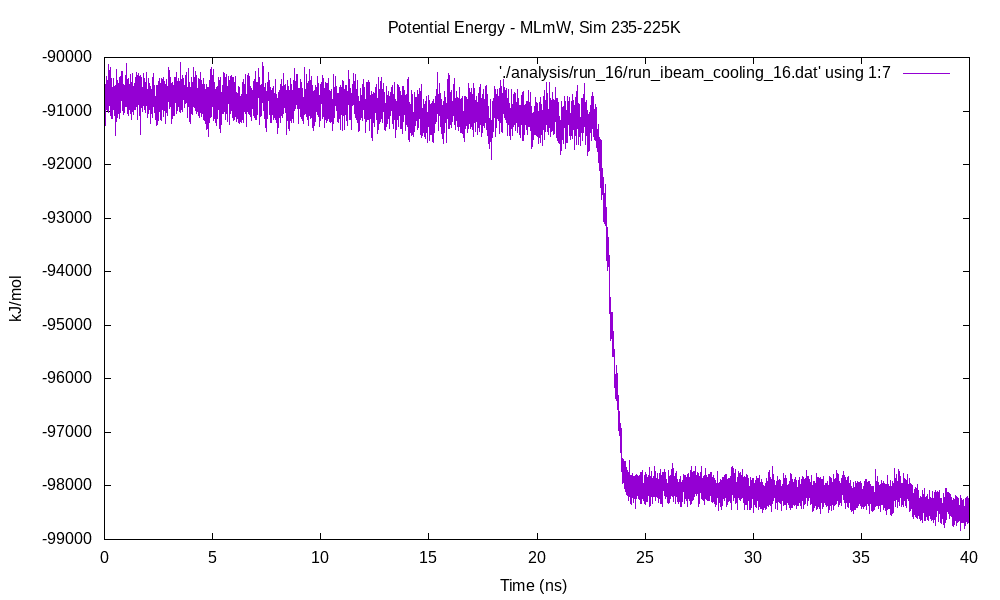 Potential Energy - MLmW, Sim 235-225K
'./analysis/run_16/run_ibeam_cooling_16.dat' using 1:7
-90000
-91000
-92000
-93000
-94000
-95000
-96000
-97000
-98000
-99000
kJ/mol
0 5 10 15 20 25 30 35 40
Time (ns)